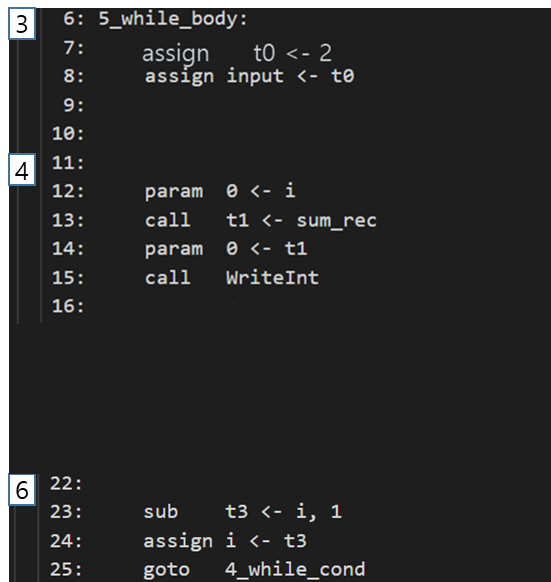 3 6: 5_while_body:
7: assign t0 <- 2
8: assign input <- t0
9:
10:
11:
4
12: param 0 <- i
13: call t1 <- sum_rec
14: param 0 <- t1
15: call WriteInt
16:
22:
6
23: sub t3 <- i, 1
24: assign i <- t3
25: goto 4_while_cond